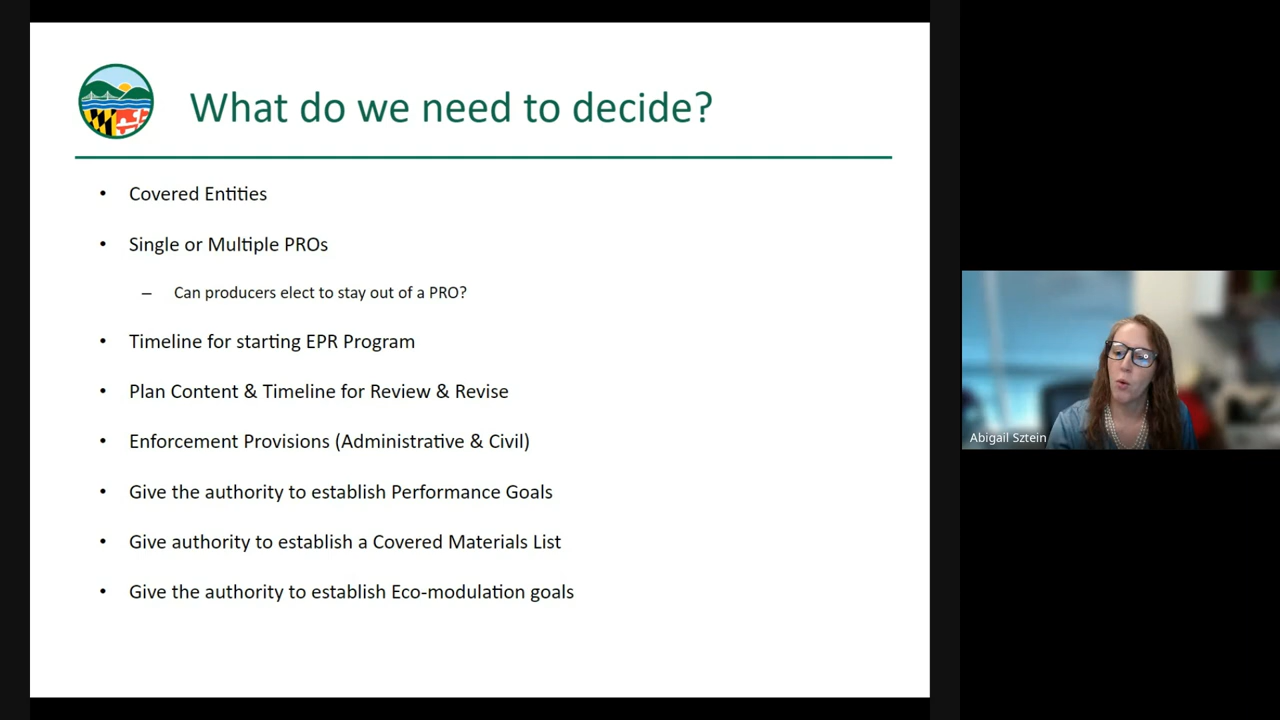 What do we need to decide?
• Covered Entities
• Single or Multiple PROs
– Can producers elect to stay out of a PRO?
• Timeline for starting EPR Program
• Plan Content & Timeline for Review & Revise
• Enforcement Provisions (Administrative & Civil)
• Give the authority to establish Performance Goals
• Give authority to establish a Covered Materials List
• Give the authority to establish Eco-modulation goals
Abigail Sztein